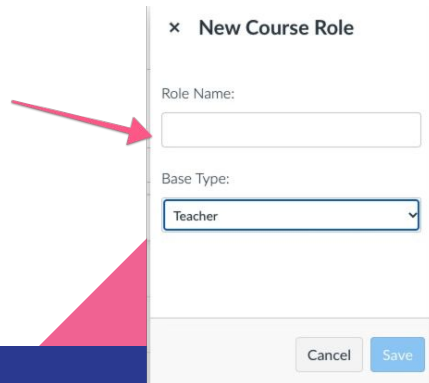 × New Course Role
Role Name:
Base Type:
Teacher
Cancel Save